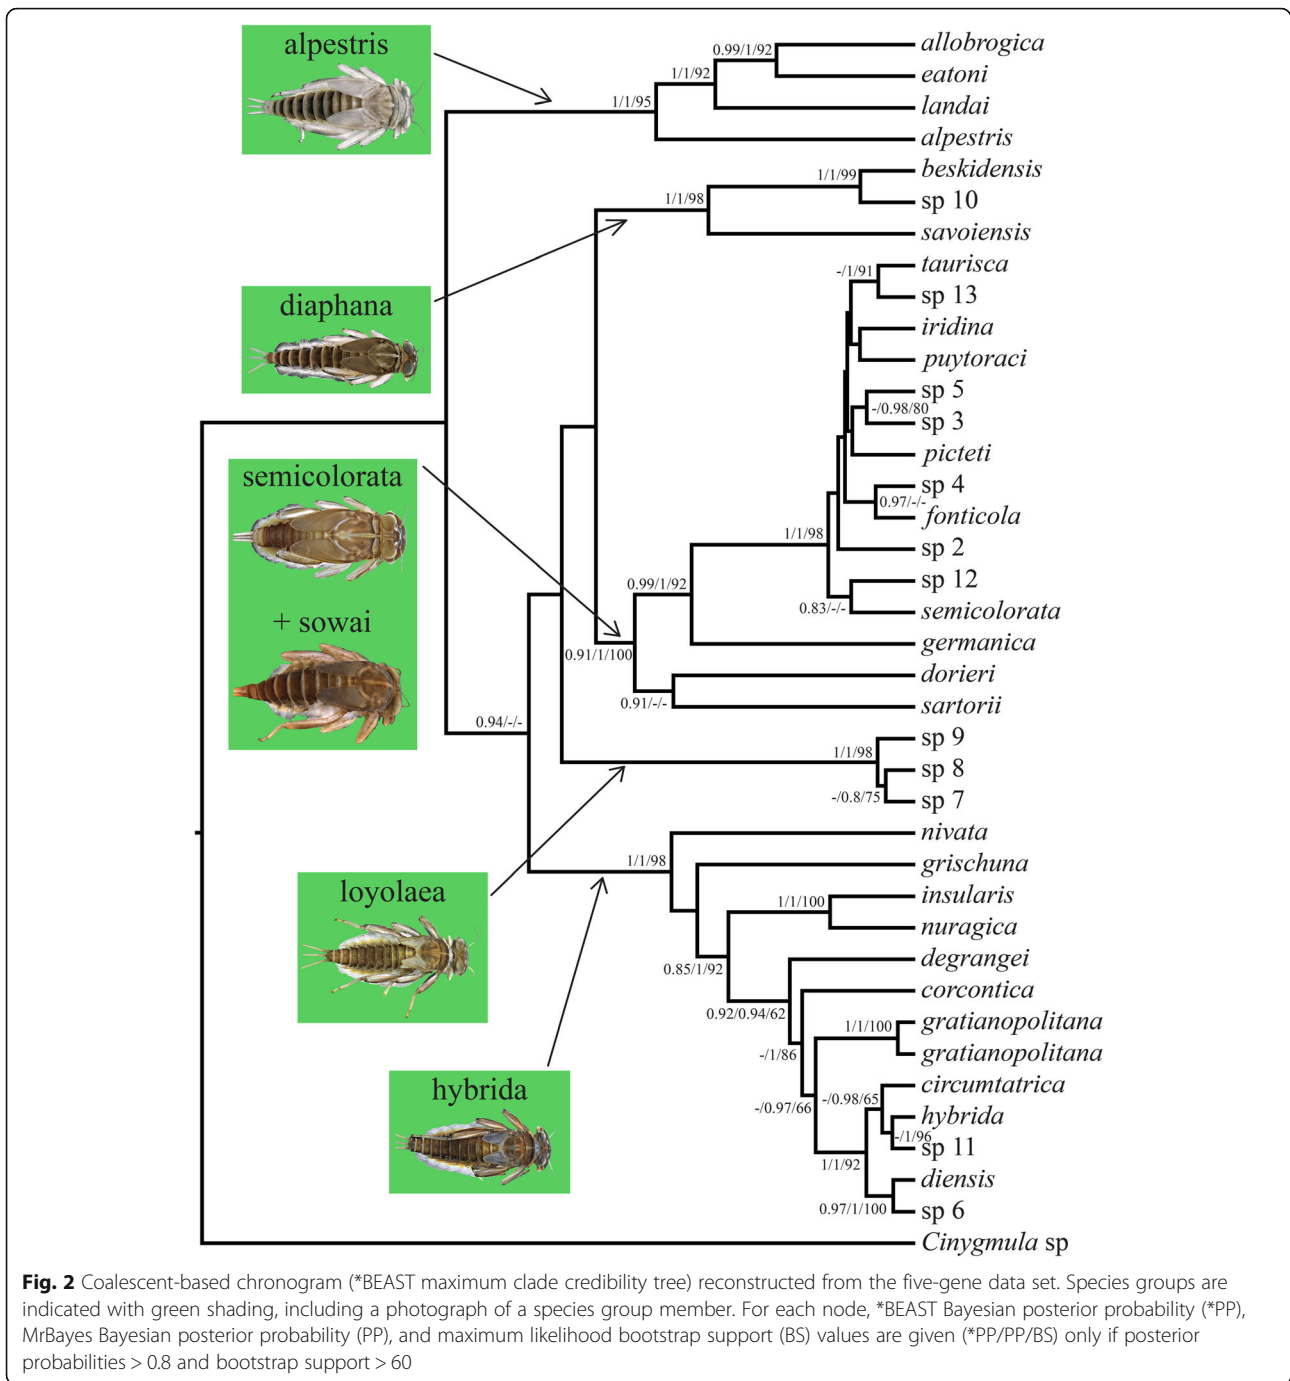 alpestris
diaphana
semicolorata
+ sowai
loyolaea
hybrida
0.99/1/92
1/1/92
1/1/95
1/1/99
1/1/98
-/1/91
-/0.98/80
0.97/-/-
1/1/98
0.99/1/92
0.83/-/-
0.91/1/100
0.91/-/-
0.94/-/-
1/1/98
-/0.8/75
1/1/98
1/1/100
0.85/1/92
0.92/0.94/62
1/1/100
-/1/86
-/0.98/65
-/0.97/66
-/1/96
1/1/92
0.97/1/100
allobrogica
eatoni
landai
alpestris
beskidensis
sp 10
savoiensis
taurisca
sp 13
iridina
puytoraci
sp 5
sp 3
picteti
sp 4
fonticola
sp 2
sp 12
semicolorata
germanica
dorieri
sartorii
sp 9
sp 8
sp 7
nivata
grischuna
insularis
nuragica
degrangei
corcontica
gratianopolitana
gratianopolitana
circumtatrica
hybrida
sp 11
diensis
sp 6
Cinygmula sp
Fig. 2 Coalescent-based chronogram (*BEAST maximum clade credibility tree) reconstructed from the five-gene data set. Species groups are
indicated with green shading, including a photograph of a species group member. For each node, *BEAST Bayesian posterior probability (*PP),
MrBayes Bayesian posterior probability (PP), and maximum likelihood bootstrap support (BS) values are given (*PP/PP/BS) only if posterior
probabilities > 0.8 and bootstrap support > 60